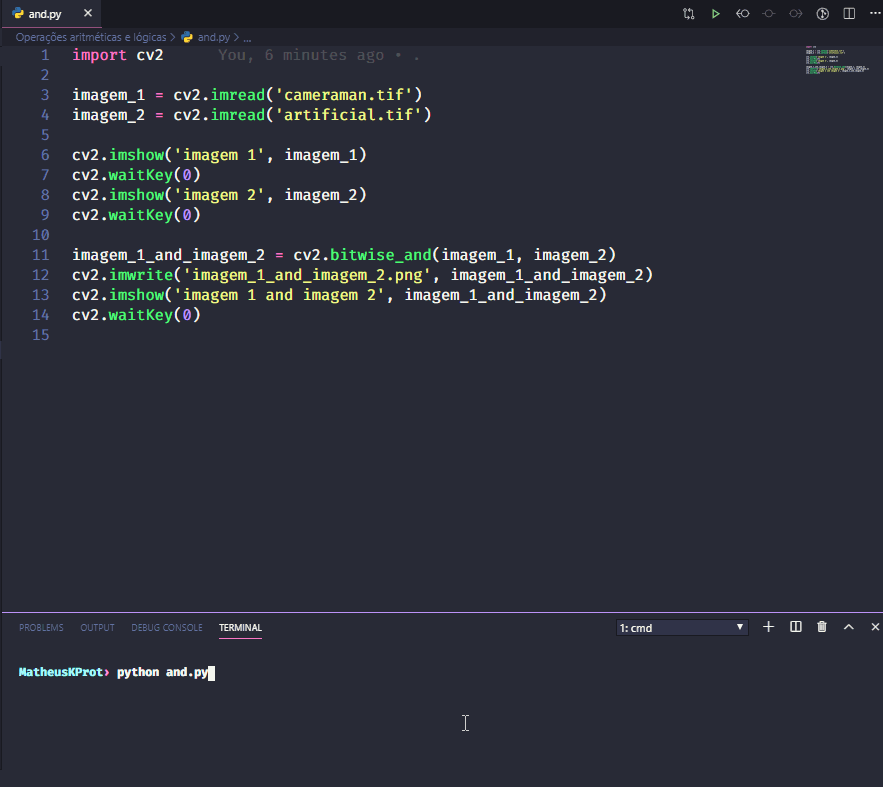 and.py
Operações aritméticas e lógicas > and.py > ...
1 import cv2 You, 6 minutes ago • .
2
3 imagem_1 = cv2.imread('cameraman.tif')
4 imagem_2 = cv2.imread('artificial.tif')
5
6 cv2.imshow('imagem 1', imagem_1)
7 cv2.waitKey(0)
8 cv2.imshow('imagem 2', imagem_2)
9 cv2.waitKey(0)
10
11 imagem_1_and_imagem_2 = cv2.bitwise_and(imagem_1, imagem_2)
12 cv2.imwrite('imagem_1_and_imagem_2.png', imagem_1_and_imagem_2)
13 cv2.imshow('imagem 1 and imagem 2', imagem_1_and_imagem_2)
14 cv2.waitKey(0)
15
PROBLEMS OUTPUT DEBUG CONSOLE TERMINAL 1: cmd
MatheusKProt› python and.py